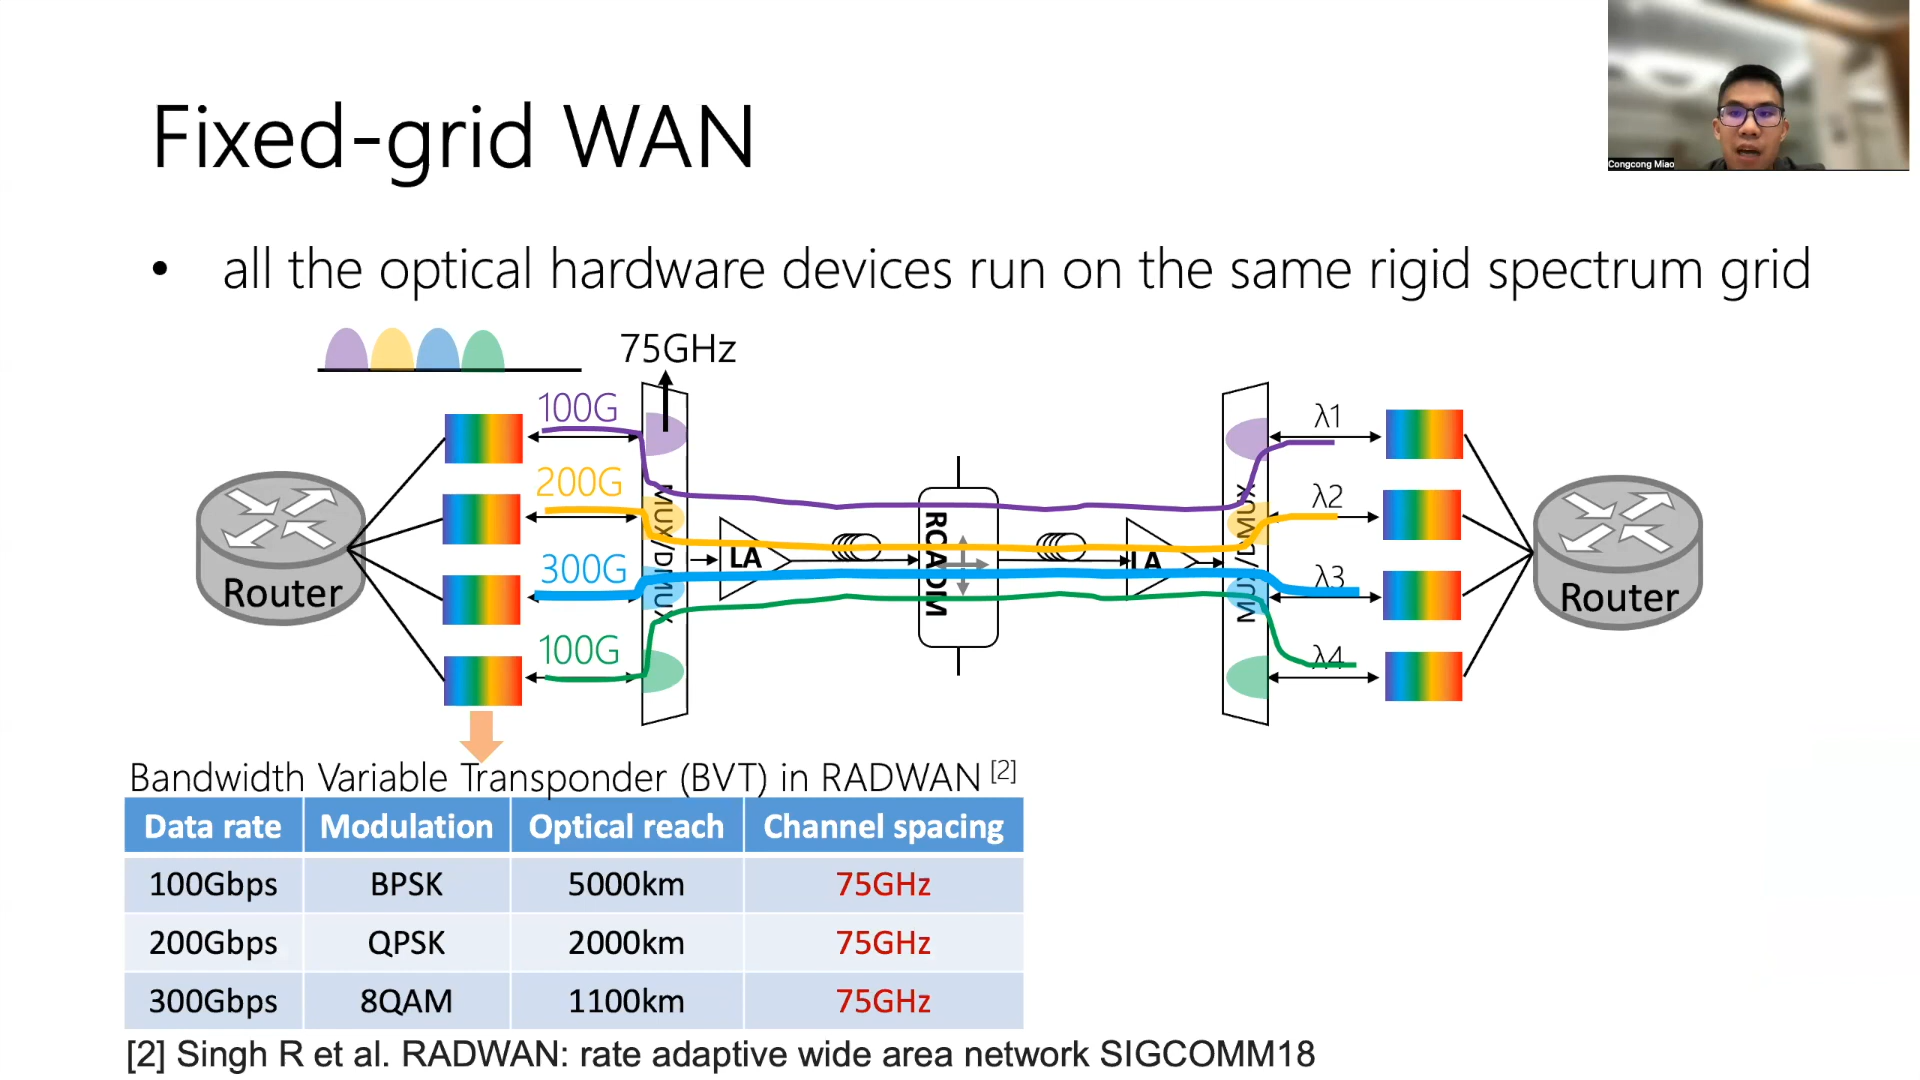 Congcong Miao
Fixed-grid WAN
• all the optical hardware devices run on the same rigid spectrum grid
75GHz
100G
200G
300G
100G
MUX/DMUX
LA
RCADM
LA
MUX/DMUX
λ1
λ2
λ3
λ4
Router
Router
Bandwidth Variable Transponder (BVT) in RADWAN [2]
Data rate Modulation Optical reach Channel spacing
100Gbps BPSK 5000km 75GHz
200Gbps QPSK 2000km 75GHz
300Gbps 8QAM 1100km 75GHz
[2] Singh R et al. RADWAN: rate adaptive wide area network SIGCOMM18